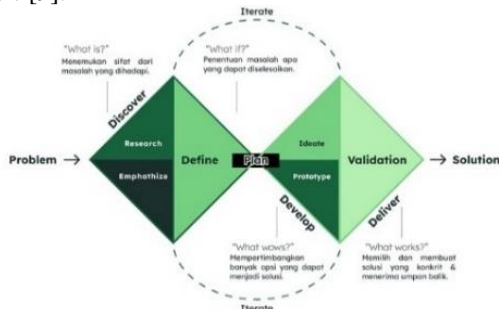 Iterate
"What is?"
Menemukan sifat dari
masalah yang dihadapi.
"What if?"
Penentuan masalah apa
yang dapat diselesaikan.
Discover
Research
Emphathize
Define
Problem →
Plan
Ideate
Prototype
Validation
→ Solution
Develop
Deliver
"What wows?"
Mempertimbangkan
banyak opsi yang dapat
menjadi solusi.
"What works?"
Memilih dan membuat
solusi yang konkrit &
menerima umpan balik.
Iterate